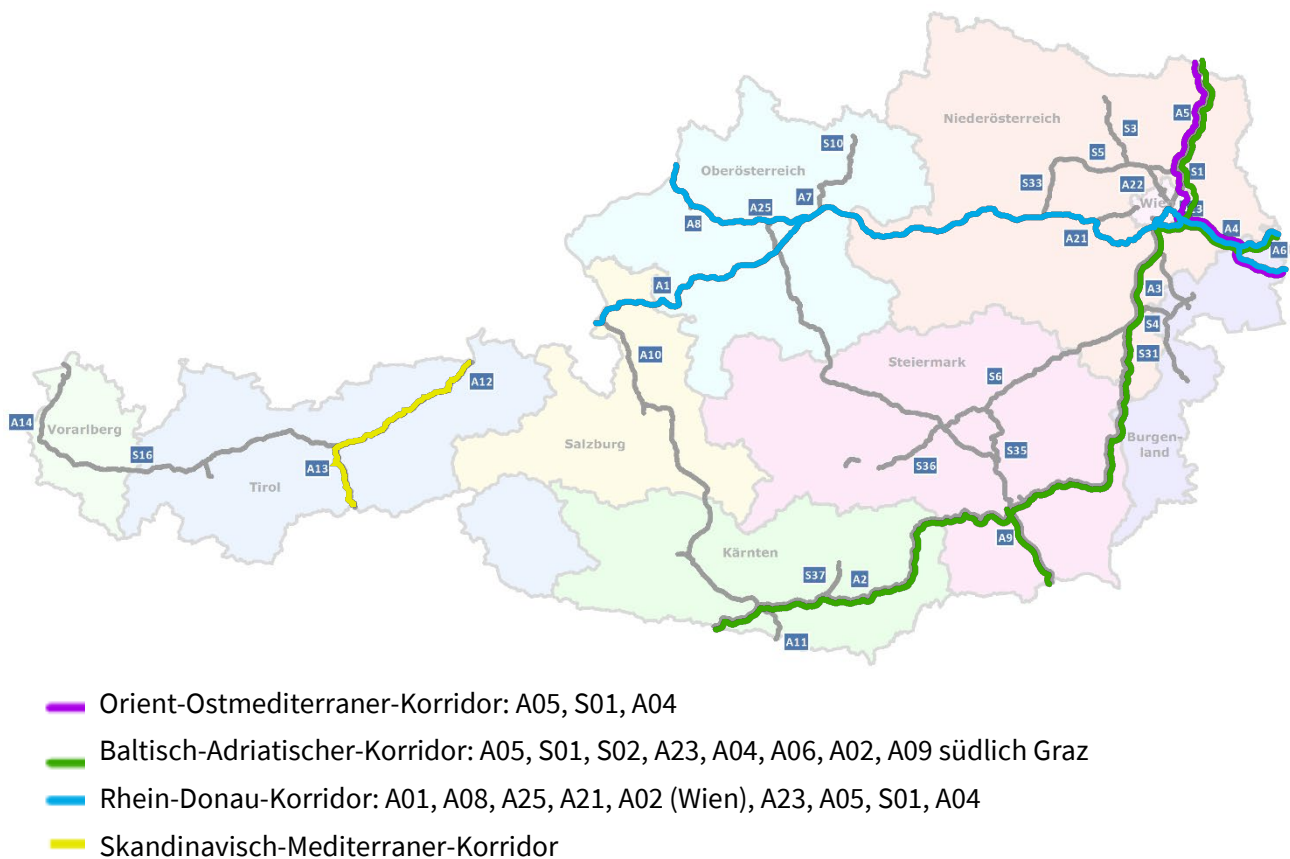 Niederösterreich
A5
S3
S10
S5
Oberösterreich
S1
S33
A22
A7
Wie
A25
3
A8
A4
A21
A6
A1
A3
S4
A10
S31
Steiermark
S6
A12
A14
Vorarlberg
Burgen-
land
Salzburg
S16
S35
A13
S36
Tirol
A9
Kärnten
S37
A2
A11
Orient-Ostmediterraner-Korridor: A05, S01, A04
Baltisch-Adriatischer-Korridor: A05, S01, S02, A23, A04, A06, A02, A09 südlich Graz
Rhein-Donau-Korridor: A01, A08, A25, A21, A02 (Wien), A23, A05, S01, A04
Skandinavisch-Mediterraner-Korridor